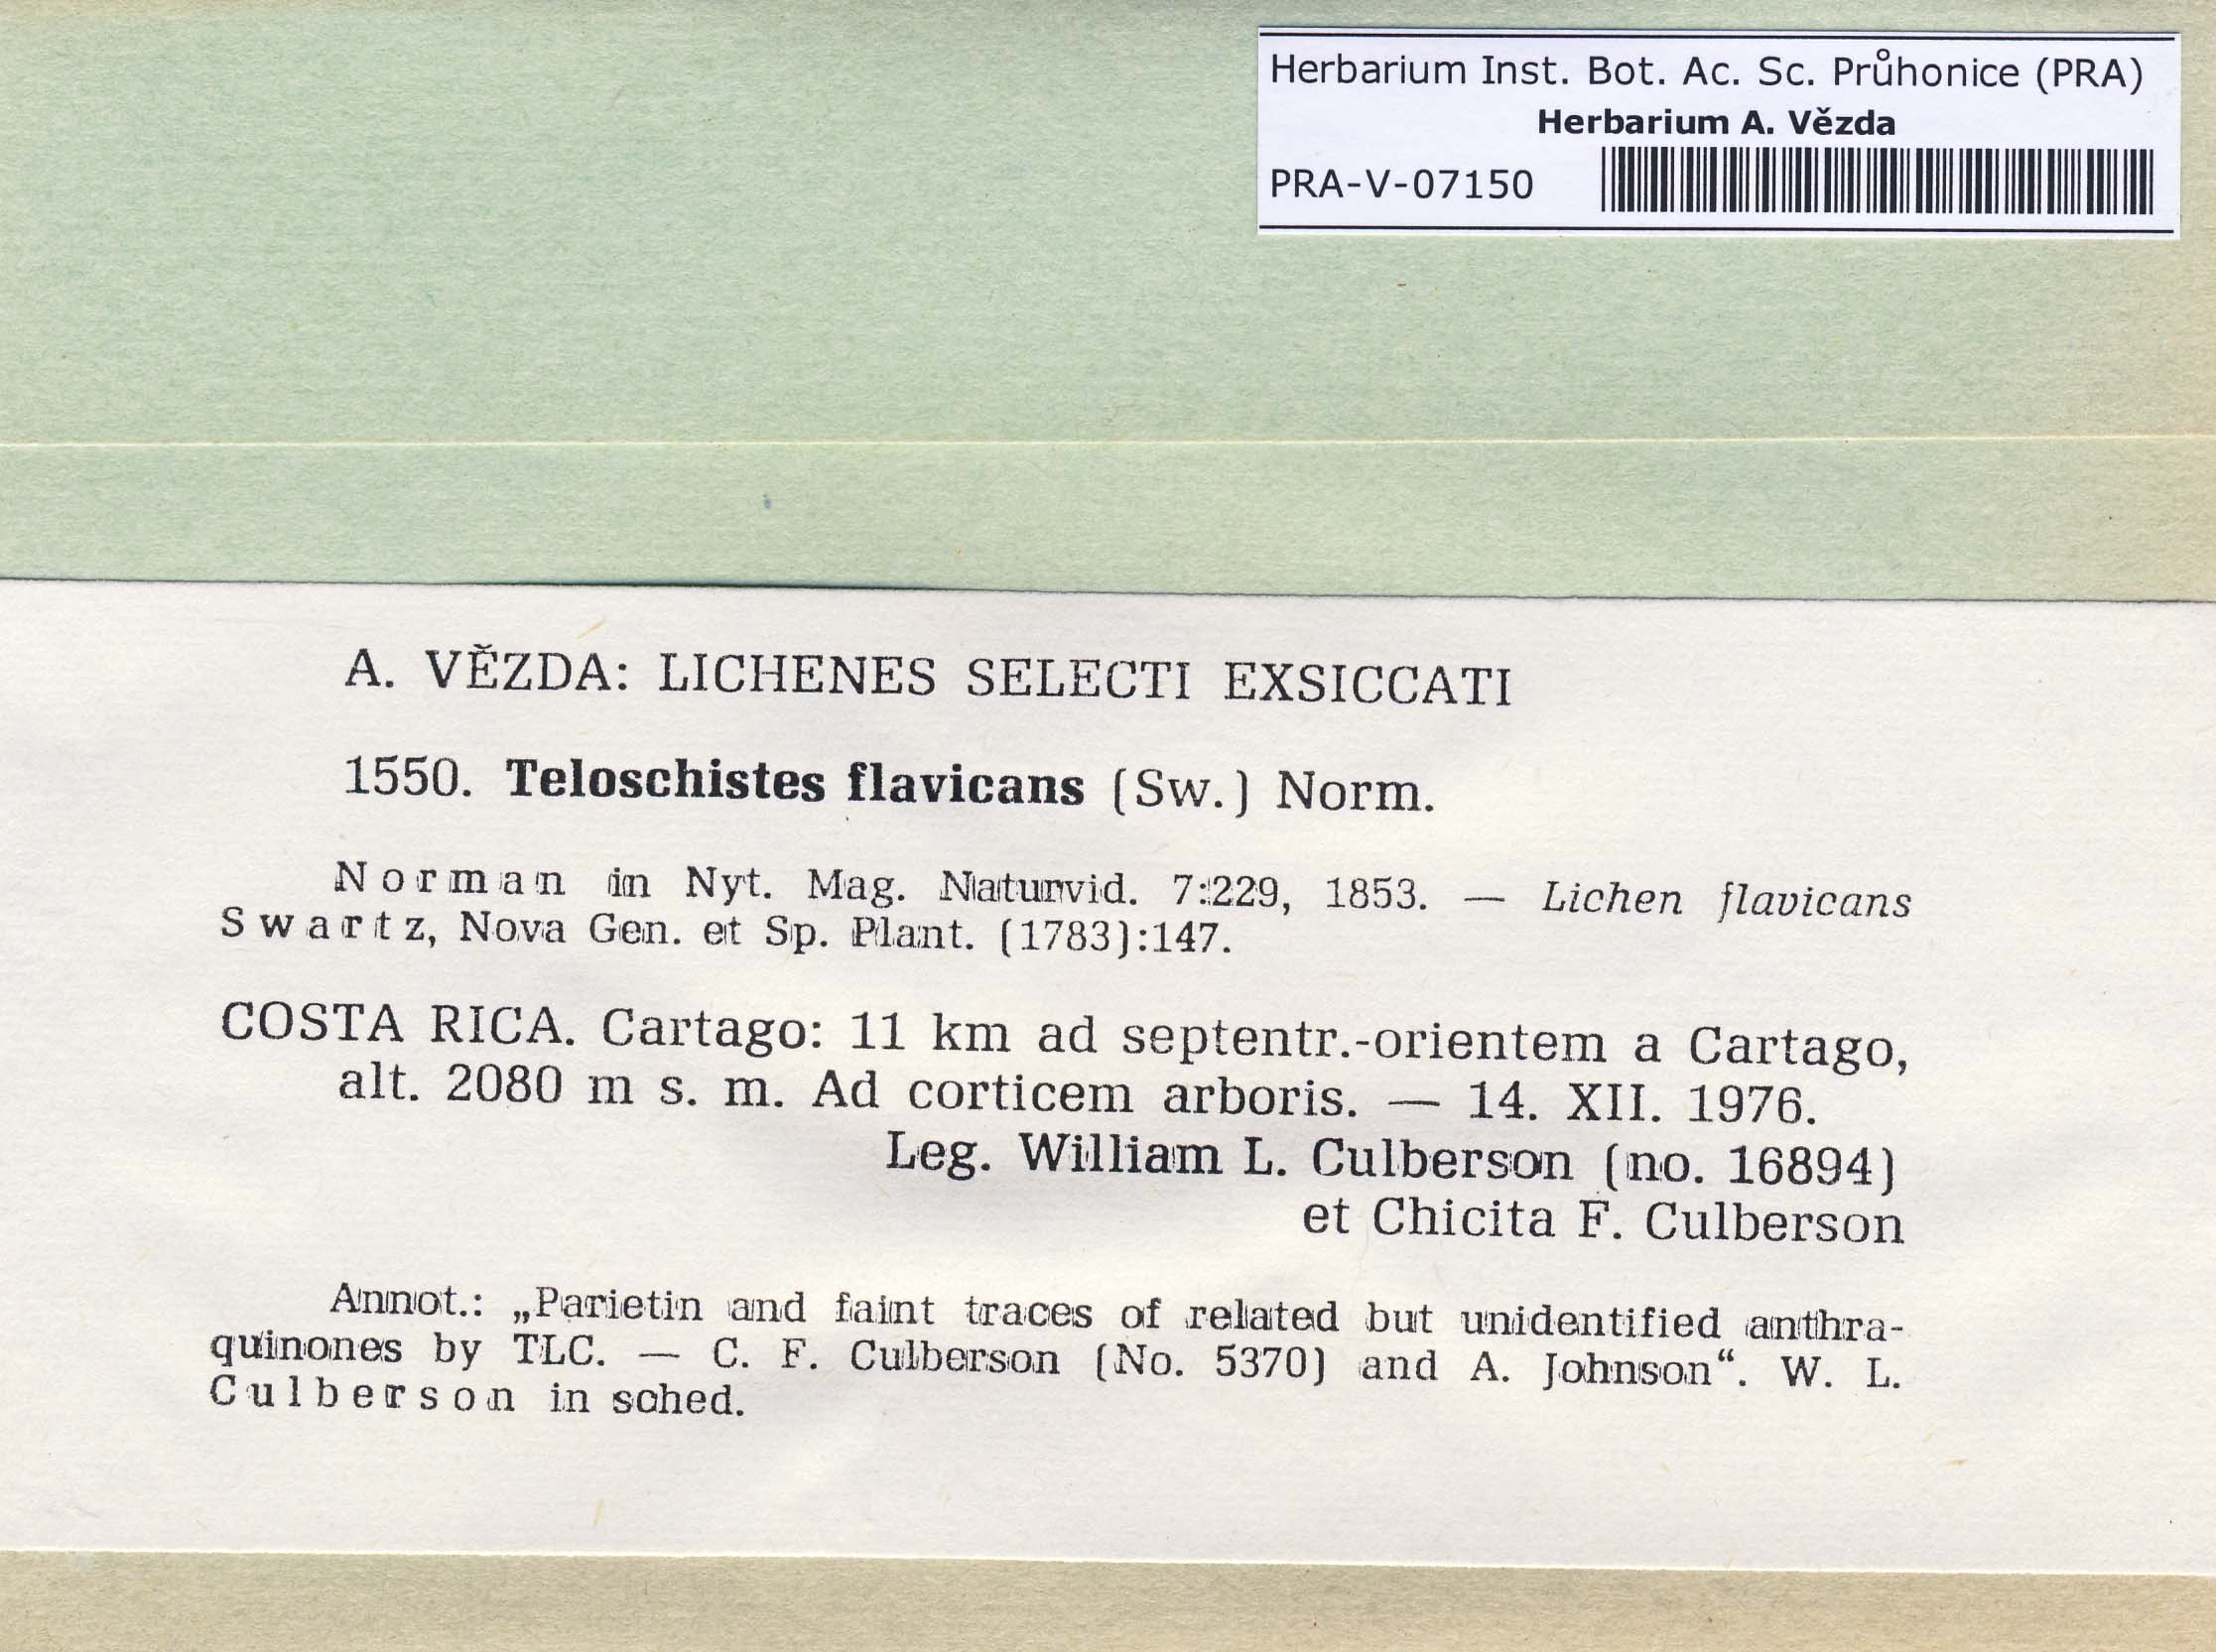 Herbarium Inst. Bot. Ac. Sc. Průhonice (PRA)
Herbarium A. Vězda
PRA-V-07150
A. VĚZDA: LICHENES SELECTI EXSICCATI
1550. Teloschistes flavicans (Sw.) Norm.
Norman in Nyt. Mag. Naturvid. 7:229, 1853. — Lichen flavicans
Swartz, Nova Gen. et Sp. Plant. (1783):147.
COSTA RICA. Cartago: 11 km ad septentr.-orientem a Cartago,
alt. 2080 m s. m. Ad corticem arboris. — 14. XII. 1976.
Leg. William L. Culberson (no. 16894)
et Chicita F. Culberson
Annot.: „Parietin and faint traces of related but unidentified anthra-
quinones by TLC. — C. F. Culberson (No. 5370) and A. Johnson“. W. L.
Culberson in sched.